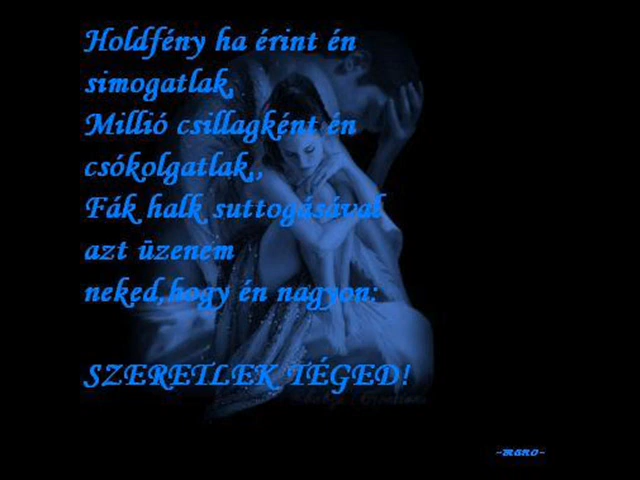 Holdfény ha érint én
simogatlak,
Millió csillagként én
csókolgatlak,,
Fák halk suttogásával
azt üzenem
neked,hogy én nagyon:
SZERETLEK TÉGED!
-mano-